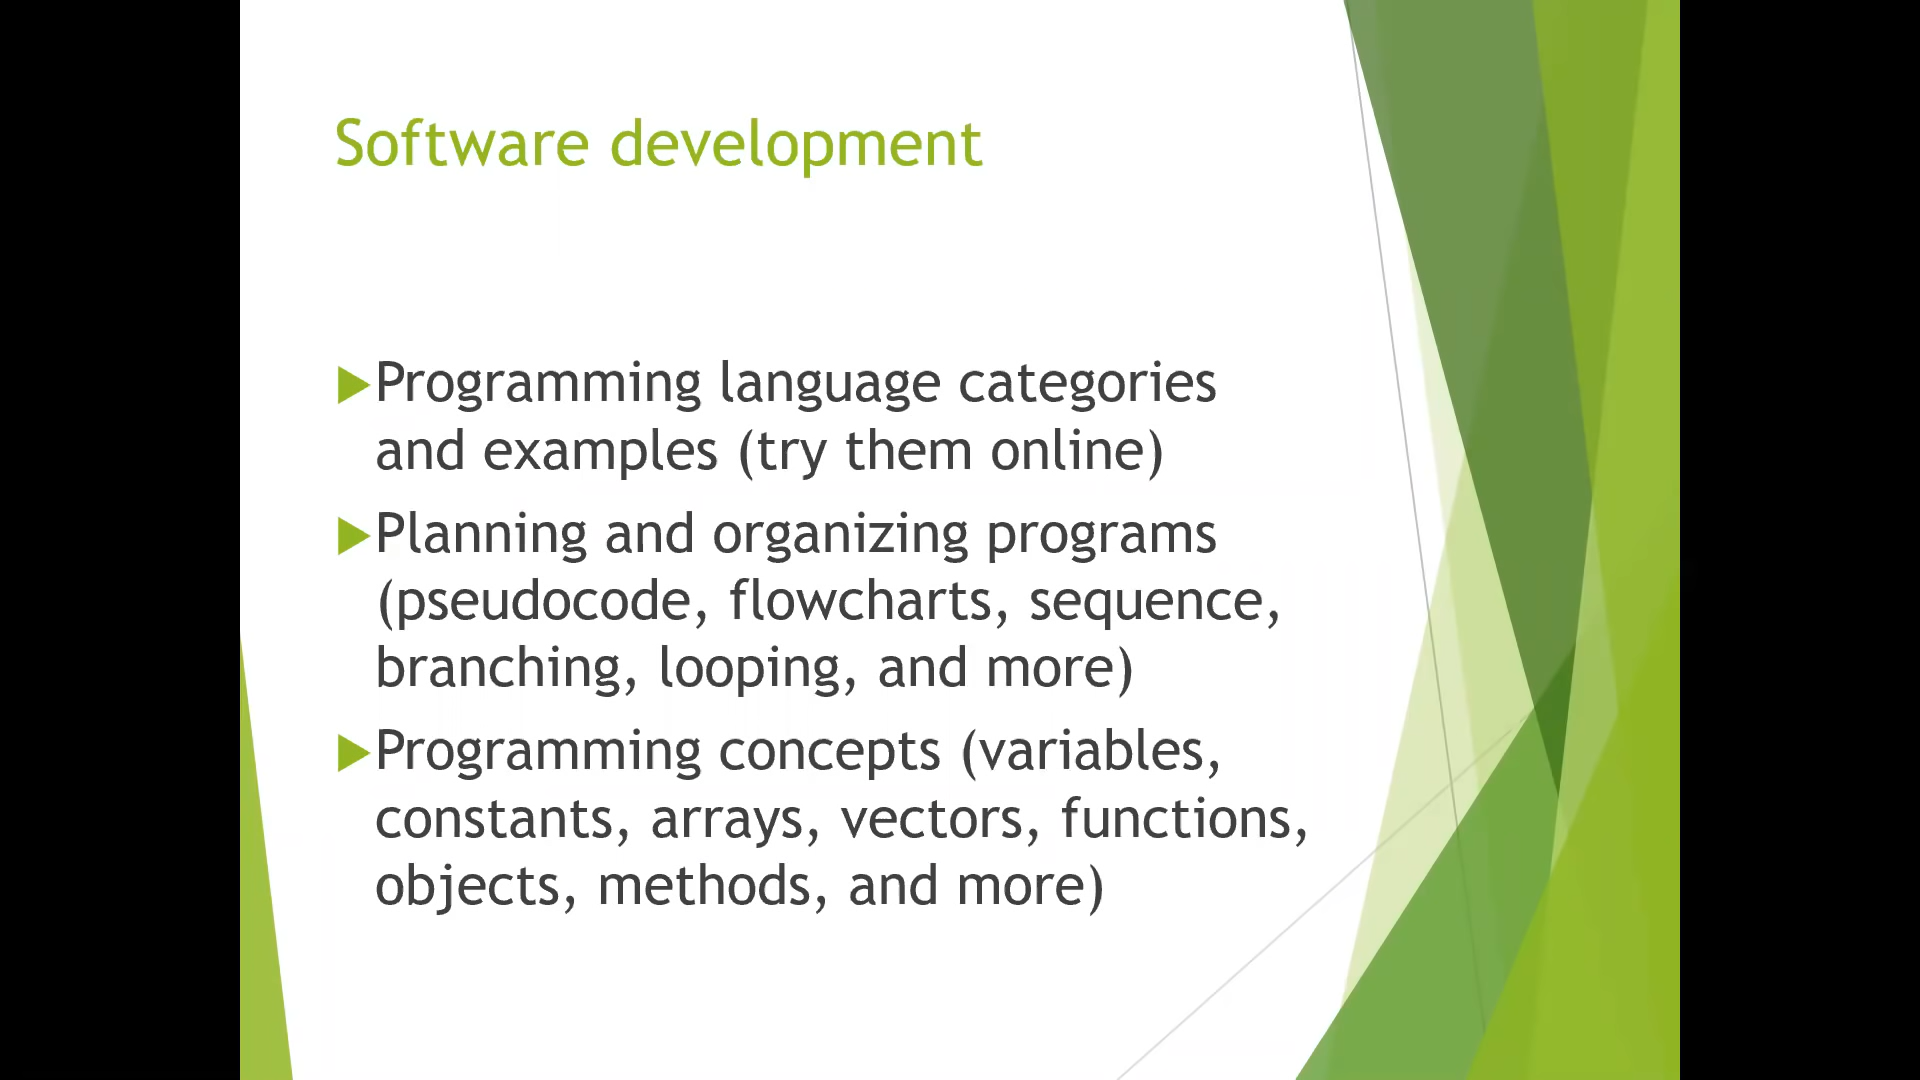 Software development
Programming language categories
and examples (try them online)
Planning and organizing programs
(pseudocode, flowcharts, sequence,
branching, looping, and more)
Programming concepts (variables,
constants, arrays, vectors, functions,
objects, methods, and more)